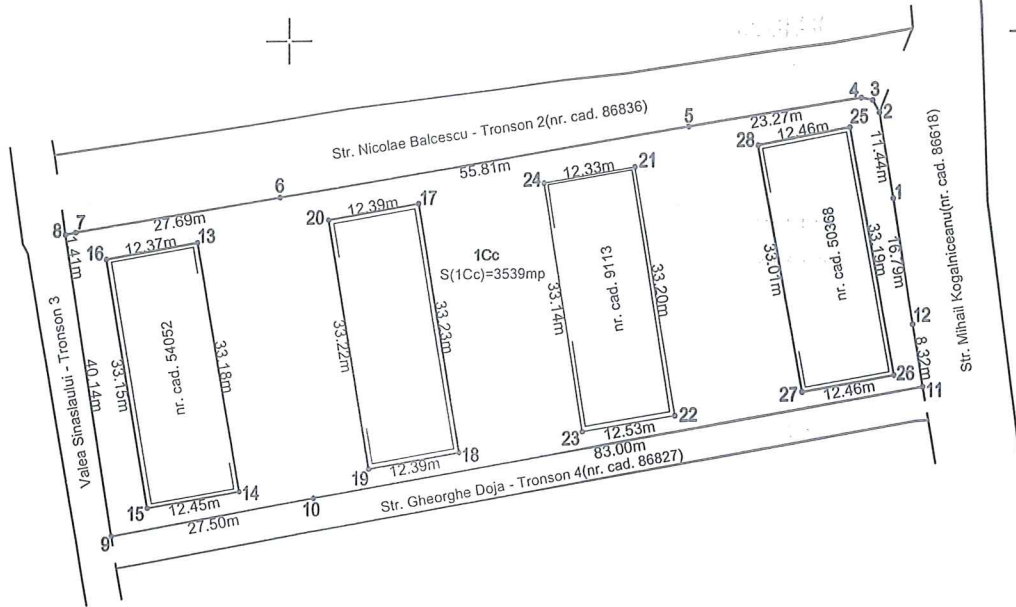 Str. Nicolae Balcescu - Tronson 2(nr. cad. 86836)
4
3
2
5
23.27m
25
12.46m
28
11.44m
Str. Mihail Kogalniceanu(nr. cad. 86618)
55.81m
21
12.33m
24
6
1
17
12.39m
20
27.69m
7
8
1.41m
13
12.37m
16
1Cc
S(1Cc)=3539mp
nr. cad. 9113
nr. cad. 50368
33.01m
33.19m
16.79m
33.14m
33.20m
33.22m
33.23m
12
Valea Sinaslaului - Tronson 3
40.14m
33.15m
nr. cad. 54052
33.18m
8.32m
26
11
27
12.46m
22
23
12.53m
83.00m
18
19
12.39m
Str. Gheorghe Doja - Tronson 4(nr. cad. 86827)
14
10
15
12.45m
27.50m
9